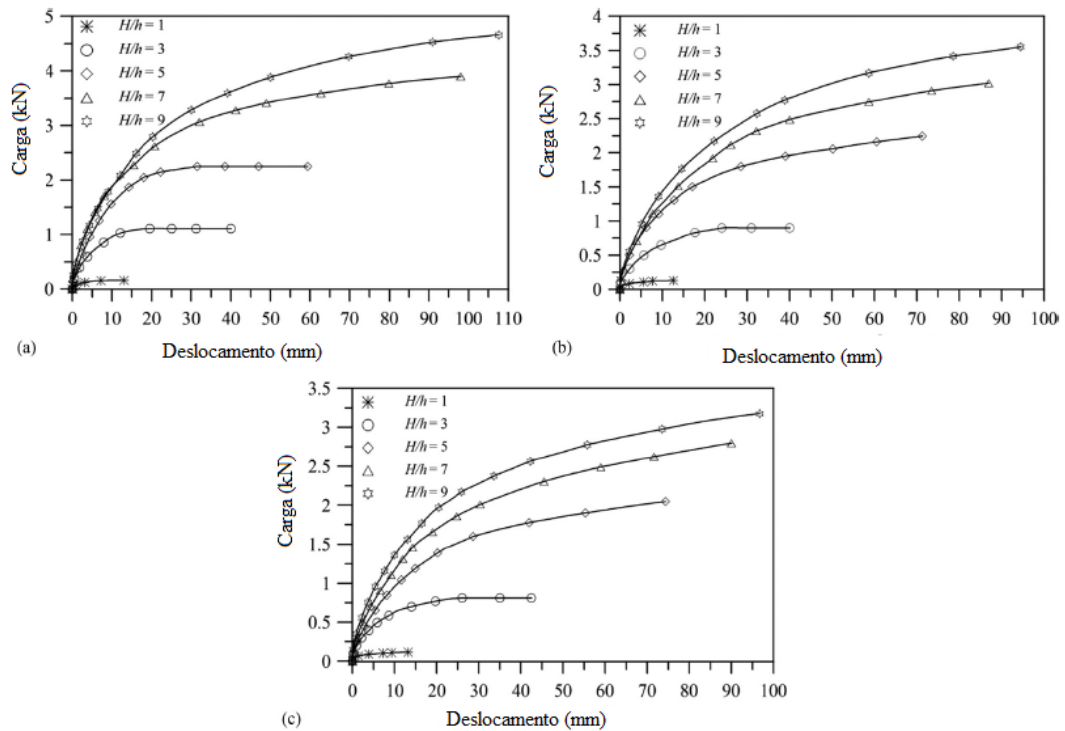 5
4
3
2
1
0
Carga (kN)
H/h = 1
H/h = 3
H/h = 5
H/h = 7
H/h = 9
0 10 20 30 40 50 60 70 80 90 100 110
(a) Deslocamento (mm)
4
3.5
3
2.5
2
1.5
1
0.5
0
Carga (kN)
H/h = 1
H/h = 3
H/h = 5
H/h = 7
H/h = 9
0 10 20 30 40 50 60 70 80 90 100
(b) Deslocamento (mm)
3.5
3
2.5
2
1.5
1
0.5
0
Carga (kN)
H/h = 1
H/h = 3
H/h = 5
H/h = 7
H/h = 9
0 10 20 30 40 50 60 70 80 90 100
(c) Deslocamento (mm)